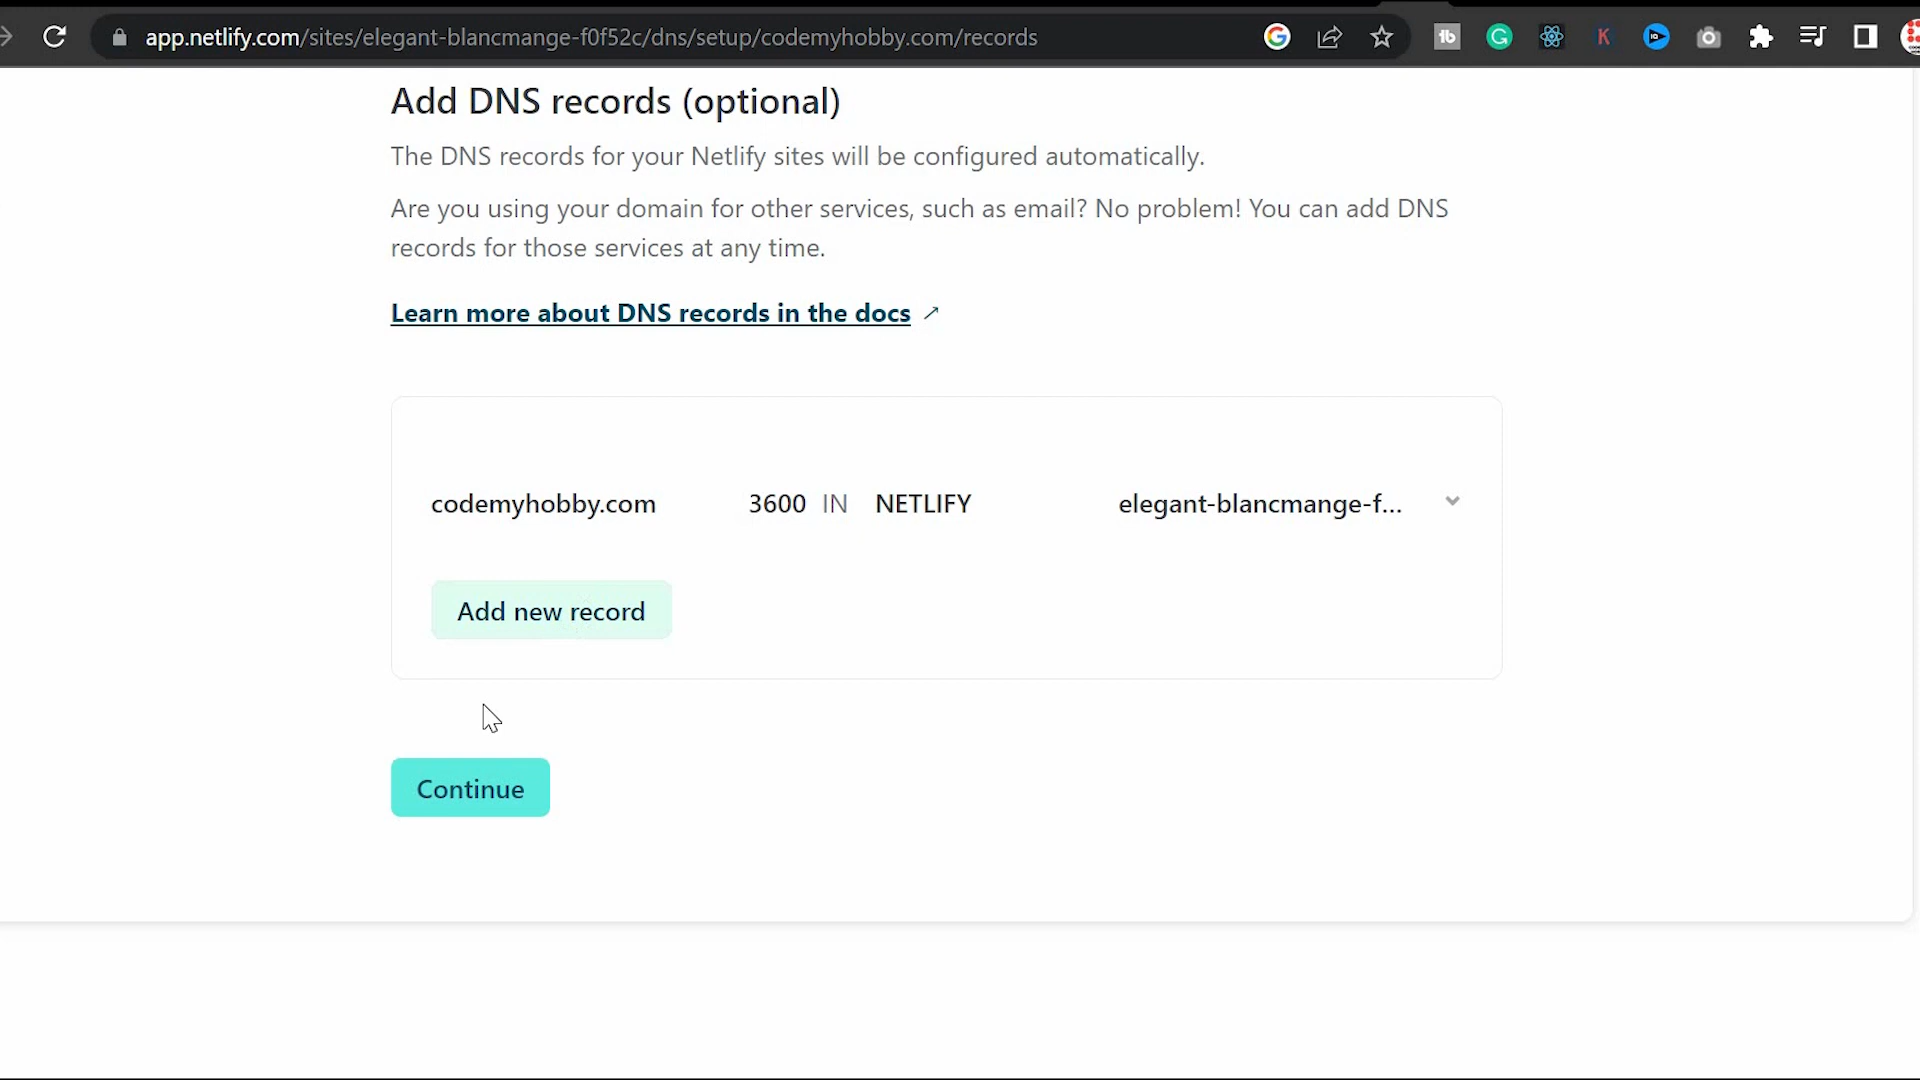 app.netlify.com/sites/elegant-blancmange-f0f52c/dns/setup/codemyhobby.com/records
Add DNS records (optional)
The DNS records for your Netlify sites will be configured automatically.
Are you using your domain for other services, such as email? No problem! You can add DNS
records for those services at any time.
Learn more about DNS records in the docs ↗
codemyhobby.com 3600 IN NETLIFY elegant-blancmange-f...
Add new record
Continue